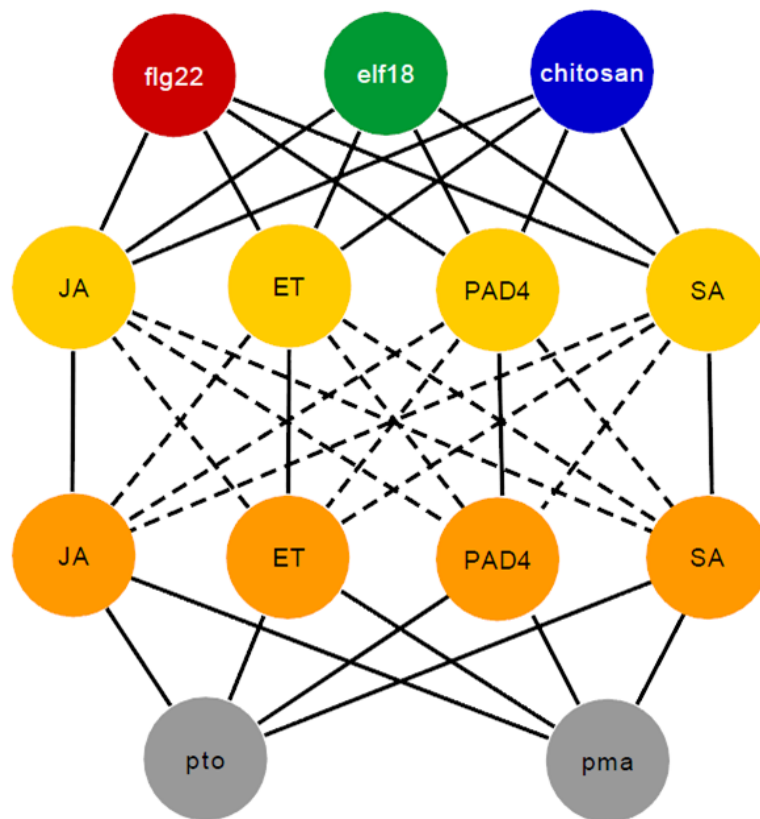 flg22
elf18
chitosan
JA
ET
PAD4
SA
JA
ET
PAD4
SA
pto
pma